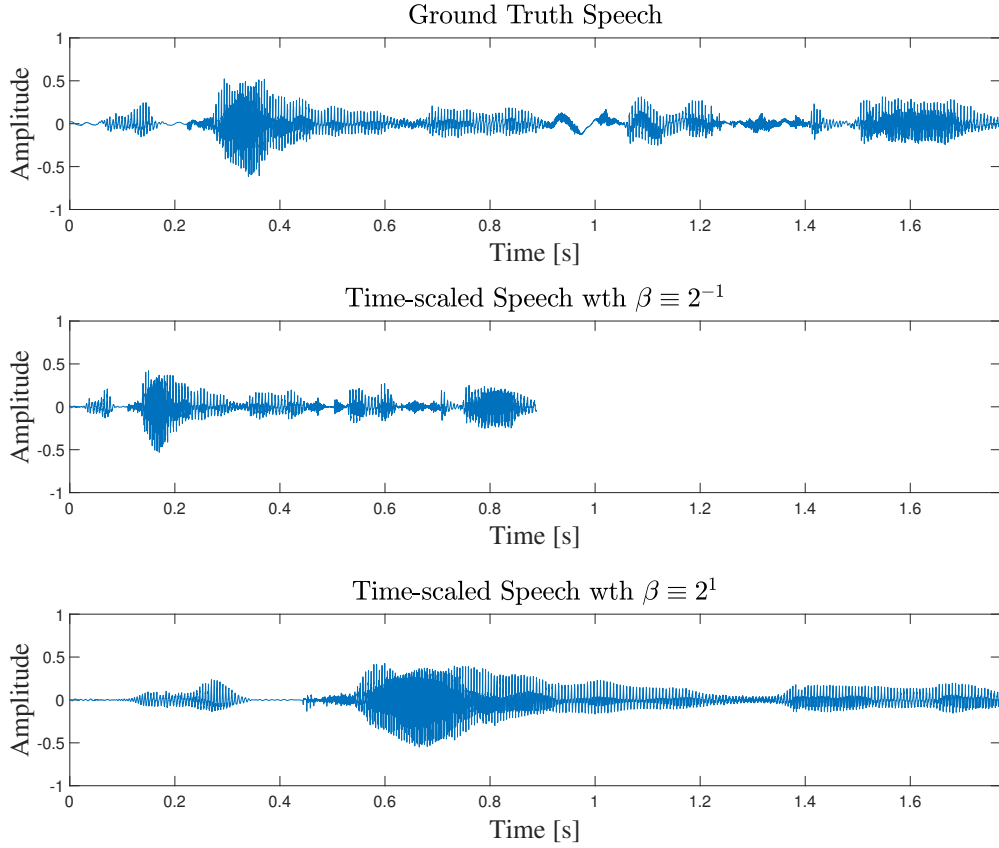 Ground Truth Speech
1
0.5
0
-0.5
-1
Amplitude
0 0.2 0.4 0.6 0.8 1 1.2 1.4 1.6
Time [s]
Time-scaled Speech wth β ≡ 2⁻¹
1
0.5
0
-0.5
-1
Amplitude
0 0.2 0.4 0.6 0.8 1 1.2 1.4 1.6
Time [s]
Time-scaled Speech wth β ≡ 2¹
1
0.5
0
-0.5
-1
Amplitude
0 0.2 0.4 0.6 0.8 1 1.2 1.4 1.6
Time [s]